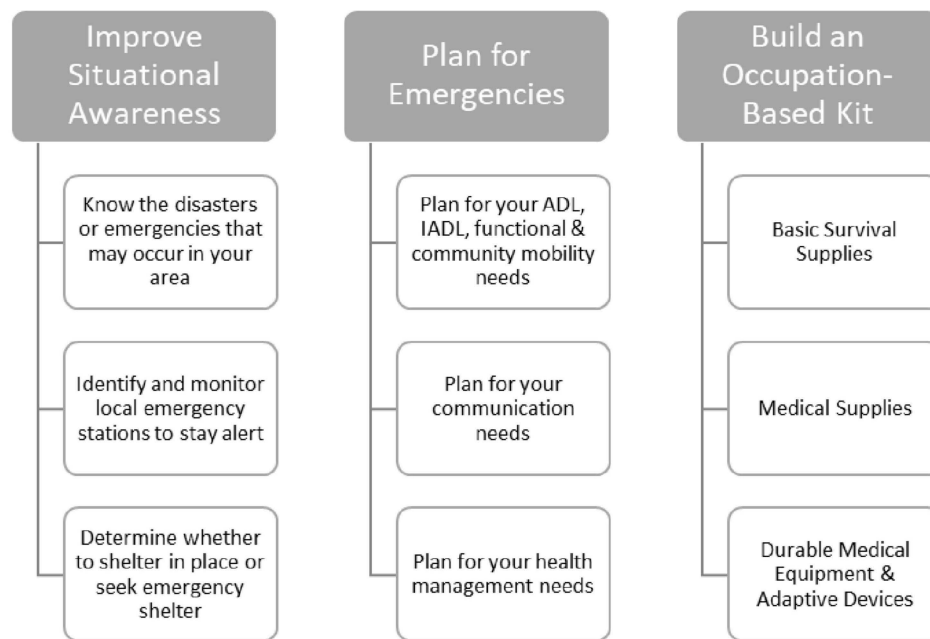 Improve
Situational
Awareness
Know the disasters
or emergencies that
may occur in your
area
Identify and monitor
local emergency
stations to stay alert
Determine whether
to shelter in place or
seek emergency
shelter
Plan for
Emergencies
Plan for your ADL,
IADL, functional &
community mobility
needs
Plan for your
communication
needs
Plan for your health
management needs
Build an
Occupation-
Based Kit
Basic Survival
Supplies
Medical Supplies
Durable Medical
Equipment &
Adaptive Devices